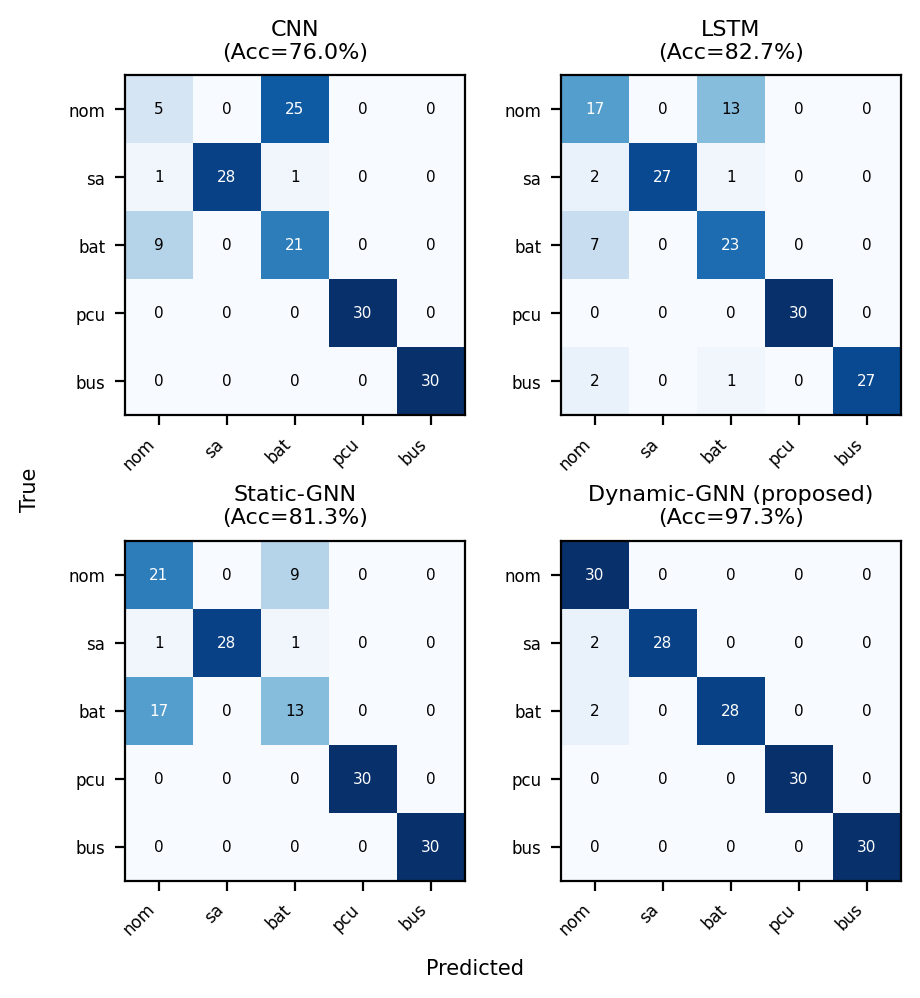 CNN
(Acc=76.0%)
nom 5 0 25 0 0
sa 1 28 1 0 0
bat 9 0 21 0 0
pcu 0 0 0 30 0
bus 0 0 0 0 30
nom sa bat pcu bus
LSTM
(Acc=82.7%)
nom 17 0 13 0 0
sa 2 27 1 0 0
bat 7 0 23 0 0
pcu 0 0 0 30 0
bus 2 0 1 0 27
nom sa bat pcu bus
True
Static-GNN
(Acc=81.3%)
nom 21 0 9 0 0
sa 1 28 1 0 0
bat 17 0 13 0 0
pcu 0 0 0 30 0
bus 0 0 0 0 30
nom sa bat pcu bus
Dynamic-GNN (proposed)
(Acc=97.3%)
nom 30 0 0 0 0
sa 2 28 0 0 0
bat 2 0 28 0 0
pcu 0 0 0 30 0
bus 0 0 0 0 30
nom sa bat pcu bus
Predicted